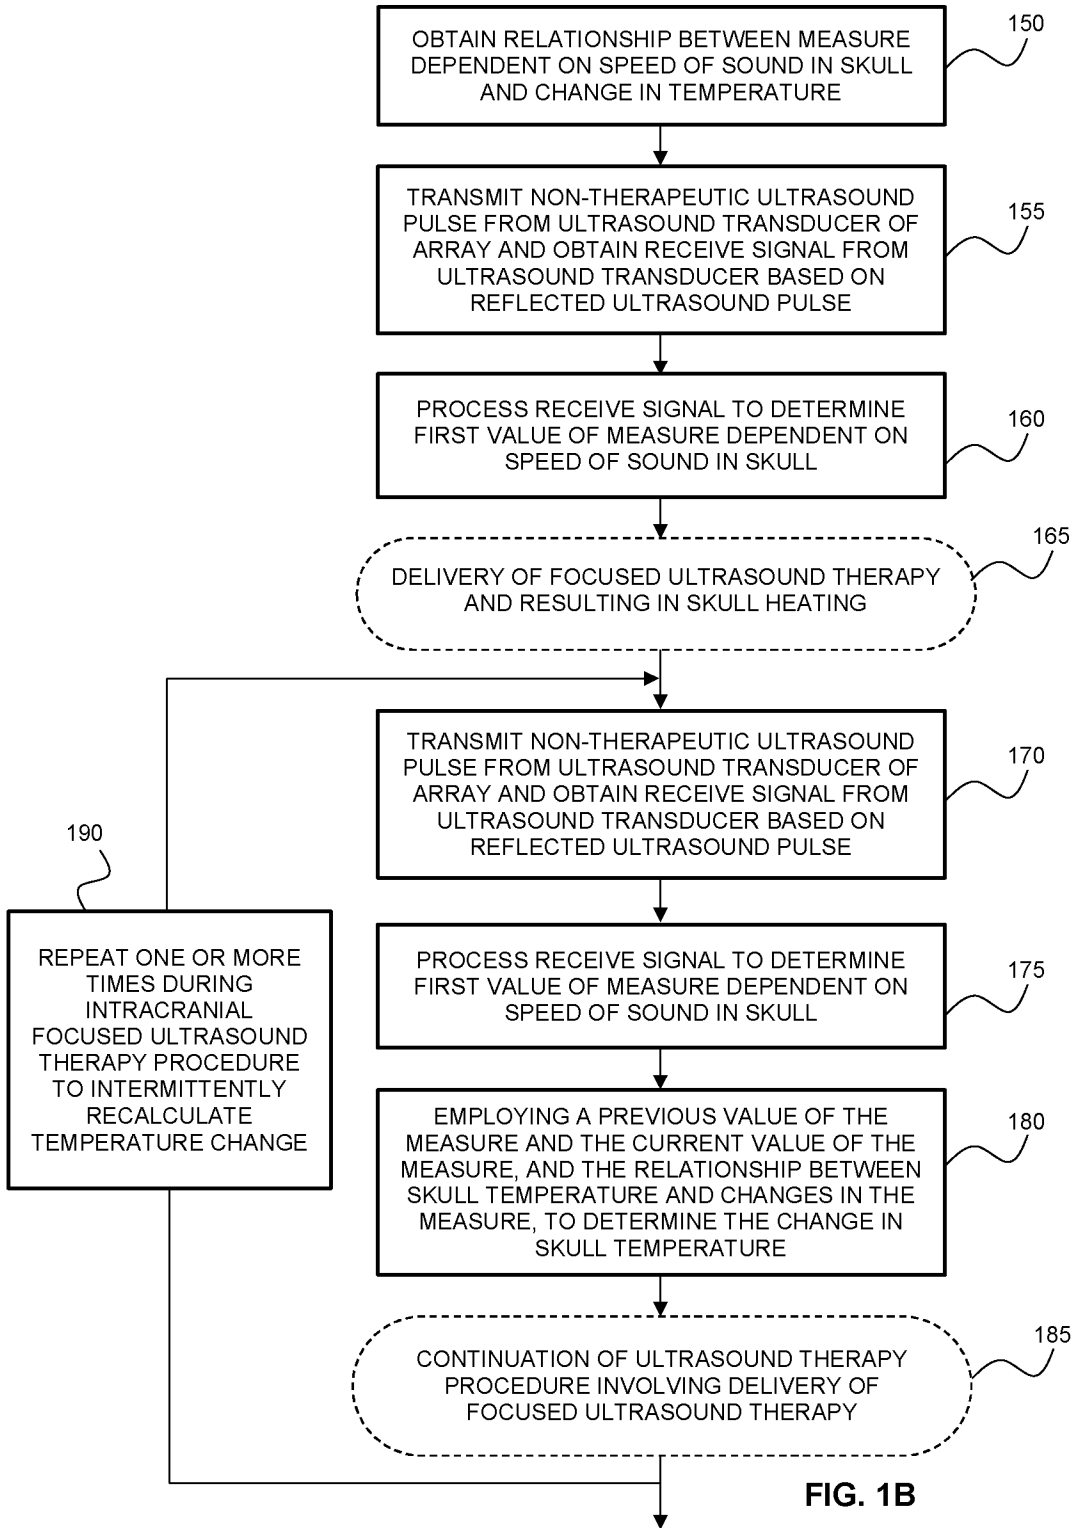 OBTAIN RELATIONSHIP BETWEEN MEASURE
DEPENDENT ON SPEED OF SOUND IN SKULL
AND CHANGE IN TEMPERATURE
150
TRANSMIT NON-THERAPEUTIC ULTRASOUND
PULSE FROM ULTRASOUND TRANSDUCER OF
ARRAY AND OBTAIN RECEIVE SIGNAL FROM
ULTRASOUND TRANSDUCER BASED ON
REFLECTED ULTRASOUND PULSE
155
PROCESS RECEIVE SIGNAL TO DETERMINE
FIRST VALUE OF MEASURE DEPENDENT ON
SPEED OF SOUND IN SKULL
160
DELIVERY OF FOCUSED ULTRASOUND THERAPY
AND RESULTING IN SKULL HEATING
165
TRANSMIT NON-THERAPEUTIC ULTRASOUND
PULSE FROM ULTRASOUND TRANSDUCER OF
ARRAY AND OBTAIN RECEIVE SIGNAL FROM
ULTRASOUND TRANSDUCER BASED ON
REFLECTED ULTRASOUND PULSE
170
190
REPEAT ONE OR MORE
TIMES DURING
INTRACRANIAL
FOCUSED ULTRASOUND
THERAPY PROCEDURE
TO INTERMITTENTLY
RECALCULATE
TEMPERATURE CHANGE
PROCESS RECEIVE SIGNAL TO DETERMINE
FIRST VALUE OF MEASURE DEPENDENT ON
SPEED OF SOUND IN SKULL
175
EMPLOYING A PREVIOUS VALUE OF THE
MEASURE AND THE CURRENT VALUE OF THE
MEASURE, AND THE RELATIONSHIP BETWEEN
SKULL TEMPERATURE AND CHANGES IN THE
MEASURE, TO DETERMINE THE CHANGE IN
SKULL TEMPERATURE
180
CONTINUATION OF ULTRASOUND THERAPY
PROCEDURE INVOLVING DELIVERY OF
FOCUSED ULTRASOUND THERAPY
185
FIG. 1B